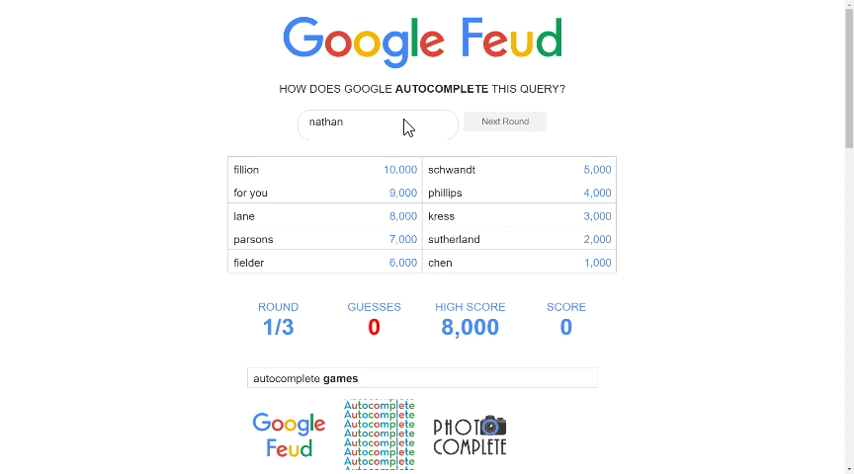 Google Feud
HOW DOES GOOGLE AUTOCOMPLETE THIS QUERY?
nathan
Next Round
fillion 10,000 schwandt 5,000
for you 9,000 phillips 4,000
lane 8,000 kress 3,000
parsons 7,000 sutherland 2,000
fielder 6,000 chen 1,000
ROUND GUESSES HIGH SCORE SCORE
1/3 0 8,000 0
autocomplete games
Google
Feud
Autocomplete
Autocomplete
Autocomplete
Autocomplete
Autocomplete
Autocomplete
Autocomplete
PHOTO
COMPLETE